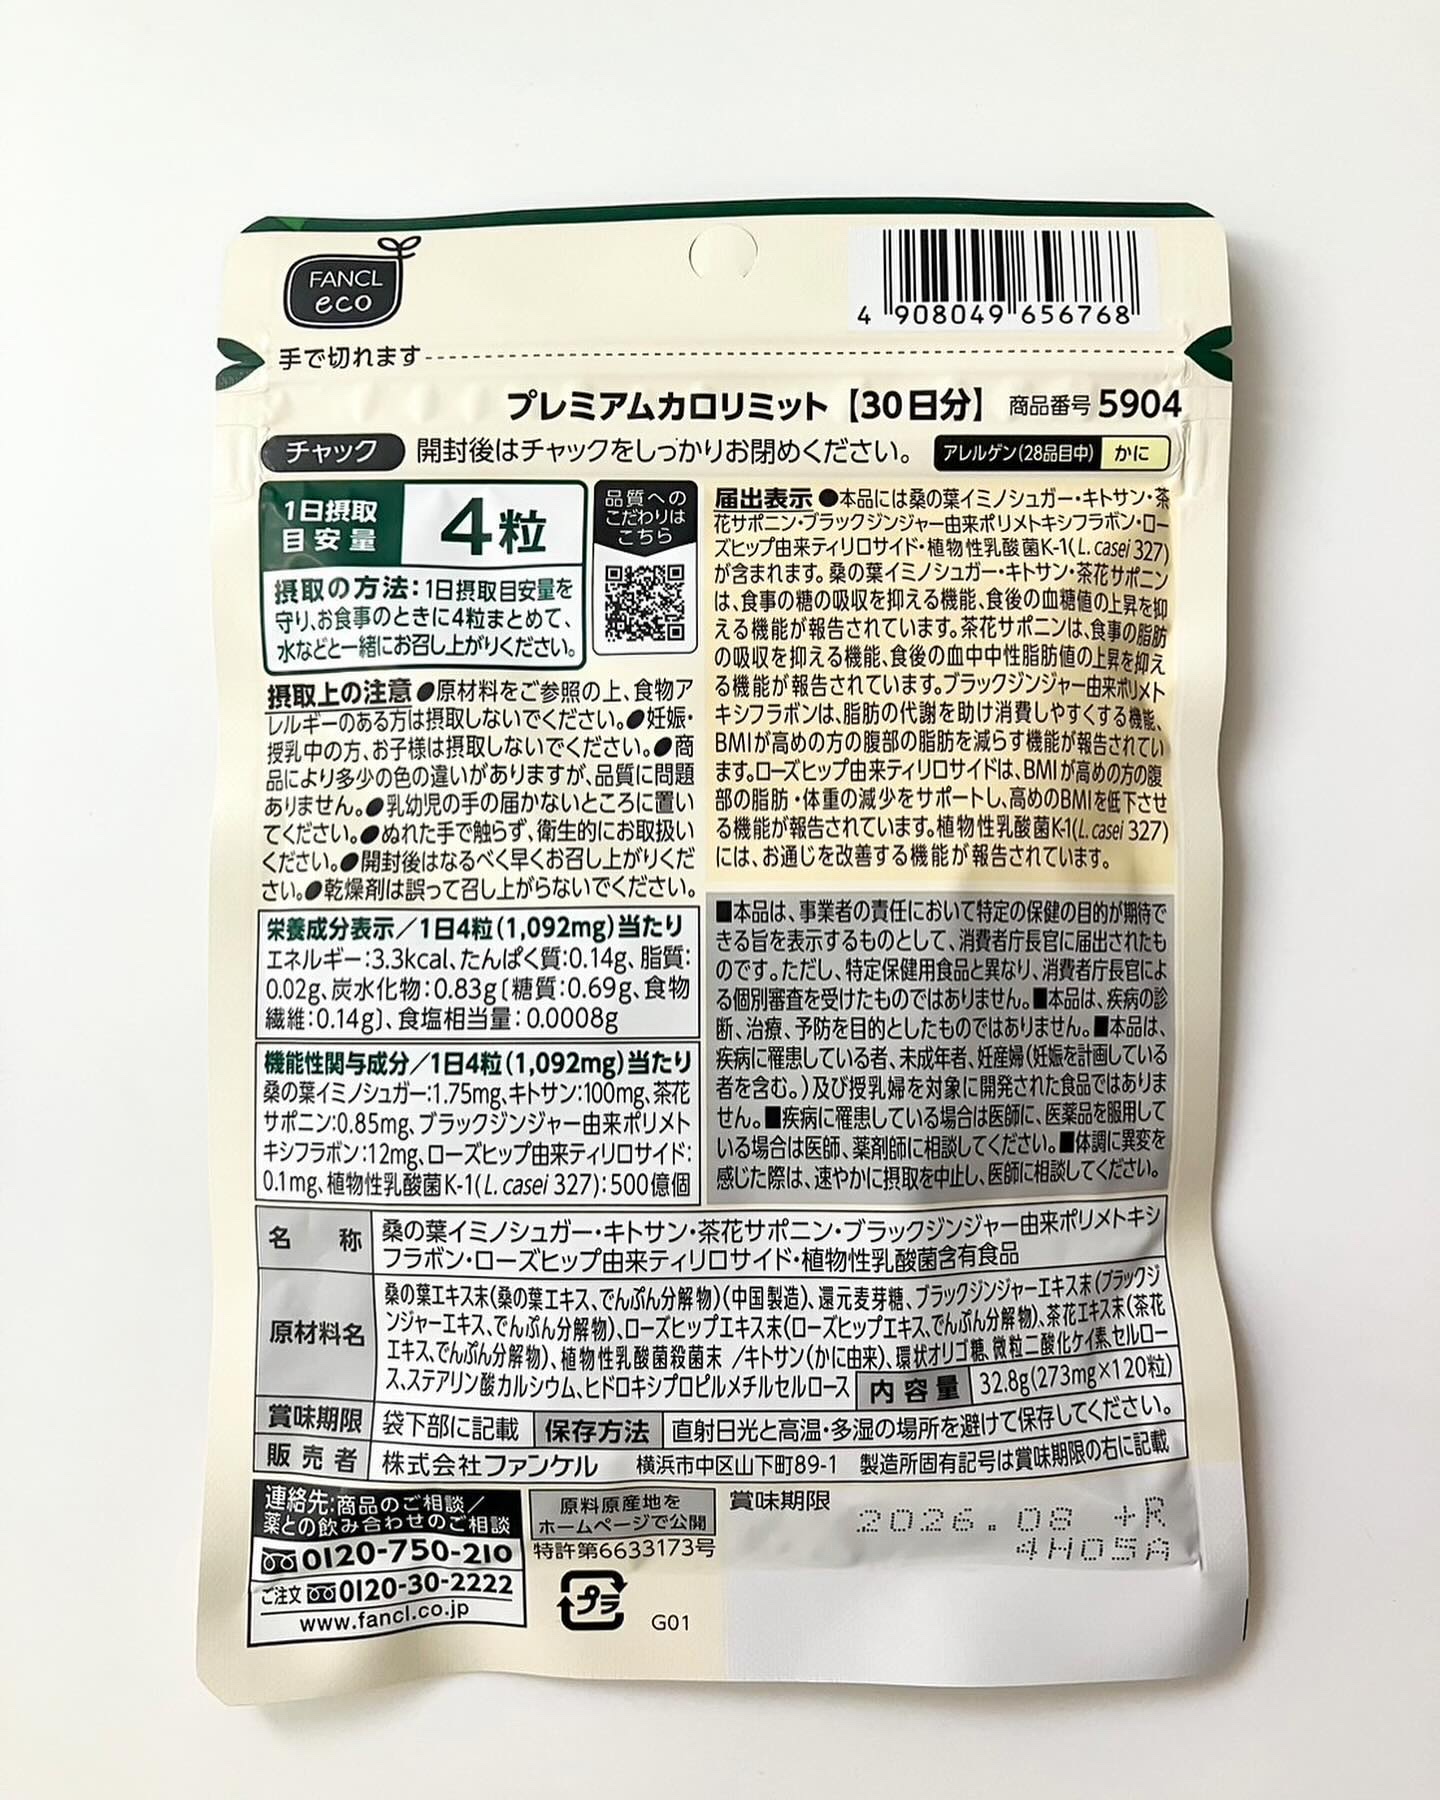 FANCL
eco
4 908049 656768
手で切れます
プレミアムカロリミット【30日分】 商品番号 5904
チャック 開封後はチャックをしっかりお閉めください。 アレルゲン(28品目中) かに
1日摂取
目安量
4粒
摂取の方法：1日摂取目安量を
守り、お食事のときに4粒まとめて、
水などと一緒にお召し上がりください。
品質への
こだわりは
こちら
摂取上の注意 ●原材料をご参照の上、食物ア
レルギーのある方は摂取しないでください。●妊娠・
授乳中の方、お子様は摂取しないでください。●商
品により多少の色の違いがありますが、品質に問題
ありません。●乳幼児の手の届かないところに置い
てください。●ぬれた手で触らず、衛生的にお取扱い
ください。●開封後はなるべく早くお召し上がりくだ
さい。●乾燥剤は誤って召し上がらないでください。
栄養成分表示／1日4粒(1,092mg)当たり
エネルギー：3.3kcal、たんぱく質：0.14g、脂質：
0.02g、炭水化物：0.83g〔糖質：0.69g、食物
繊維：0.14g〕、食塩相当量：0.0008g
機能性関与成分／1日4粒(1,092mg)当たり
桑の葉イミノシュガー：1.75mg、キトサン：100mg、茶花
サポニン：0.85mg、ブラックジンジャー由来ポリメト
キシフラボン：12mg、ローズヒップ由来ティリロサイド：
0.1mg、植物性乳酸菌K-1(L. casei 327)：500億個
届出表示 ●本品には桑の葉イミノシュガー・キトサン・茶
花サポニン・ブラックジンジャー由来ポリメトキシフラボン・ロー
ズヒップ由来ティリロサイド・植物性乳酸菌K-1(L. casei 327)
が含まれます。桑の葉イミノシュガー・キトサン・茶花サポニン
は、食事の糖の吸収を抑える機能、食後の血糖値の上昇を抑
える機能が報告されています。茶花サポニンは、食事の脂肪
の吸収を抑える機能、食後の血中中性脂肪値の上昇を抑え
る機能が報告されています。ブラックジンジャー由来ポリメト
キシフラボンは、脂肪の代謝を助け消費しやすくする機能、
BMIが高めの方の腹部の脂肪を減らす機能が報告されてい
ます。ローズヒップ由来ティリロサイドは、BMIが高めの方の腹
部の脂肪・体重の減少をサポートし、高めのBMIを低下させ
る機能が報告されています。植物性乳酸菌K-1(L. casei 327)
には、お通じを改善する機能が報告されています。
■本品は、事業者の責任において特定の保健の目的が期待で
きる旨を表示するものとして、消費者庁長官に届出されたも
のです。ただし、特定保健用食品と異なり、消費者庁長官によ
る個別審査を受けたものではありません。■本品は、疾病の診
断、治療、予防を目的としたものではありません。■本品は、
疾病に罹患している者、未成年者、妊産婦(妊娠を計画している
者を含む。)及び授乳婦を対象に開発された食品ではありま
せん。■疾病に罹患している場合は医師に、医薬品を服用して
いる場合は医師、薬剤師に相談してください。■体調に異変を
感じた際は、速やかに摂取を中止し、医師に相談してください。
名 称 桑の葉イミノシュガー・キトサン・茶花サポニン・ブラックジンジャー由来ポリメトキシ
フラボン・ローズヒップ由来ティリロサイド・植物性乳酸菌含有食品
原材料名 桑の葉エキス末(桑の葉エキス、でんぷん分解物)(中国製造)、還元麦芽糖、ブラックジンジャーエキス末(ブラックジ
ンジャーエキス、でんぷん分解物)、ローズヒップエキス末(ローズヒップエキス、でんぷん分解物)、茶花エキス末(茶花
エキス、でんぷん分解物)、植物性乳酸菌殺菌末 ／キトサン(かに由来)、環状オリゴ糖、微粒二酸化ケイ素、セルロー
ス、ステアリン酸カルシウム、ヒドロキシプロピルメチルセルロース 内容量 32.8g(273mg×120粒)
賞味期限 袋下部に記載 保存方法 直射日光と高温・多湿の場所を避けて保存してください。
販売者 株式会社ファンケル 横浜市中区山下町89-1 製造所固有記号は賞味期限の右に記載
連絡先：商品のご相談／
薬との飲み合わせのご相談
0120-750-210
ご注文 0120-30-2222
www.fancl.co.jp
原料原産地を
ホームページで公開
特許第6633173号
プラ
G01
賞味期限 2026.08 +R
4H05A